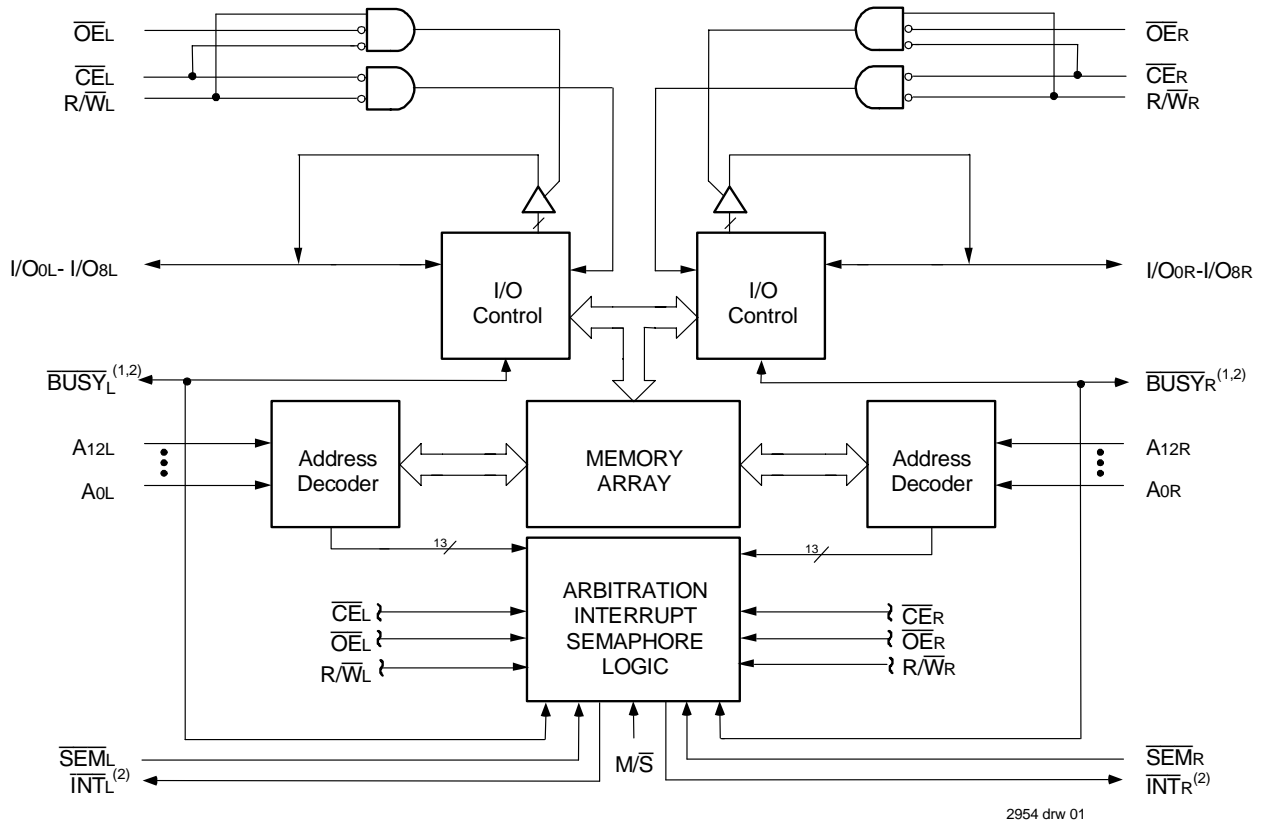 OEL OER
CEL CER
R/WL R/WR
I/O0L- I/O8L I/O Control I/O Control I/O0R-I/O8R
BUSYL(1,2) BUSYR(1,2)
A12L Address Decoder MEMORY ARRAY Address Decoder A12R
A0L A0R
13 13
ARBITRATION
INTERRUPT
SEMAPHORE
LOGIC
CEL CER
OEL OER
R/WL R/WR
SEML M/S SEMR
INTL(2) INTR(2)
2954 drw 01